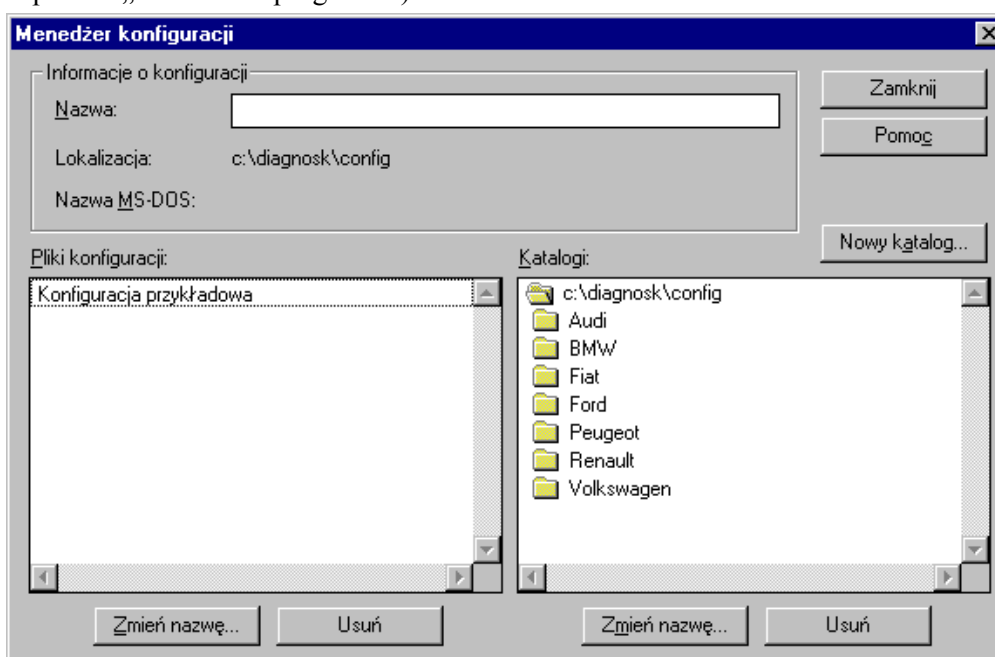 Menedżer konfiguracji
Informacje o konfiguracji
Nazwa:
Lokalizacja: c:\diagnosk\config
Nazwa MS-DOS:
Zamknij
Pomoc
Nowy katalog...
Pliki konfiguracji:
Konfiguracja przykładowa
Katalogi:
c:\diagnosk\config
Audi
BMW
Fiat
Ford
Peugeot
Renault
Volkswagen
Zmień nazwę... Usuń Zmień nazwę... Usuń